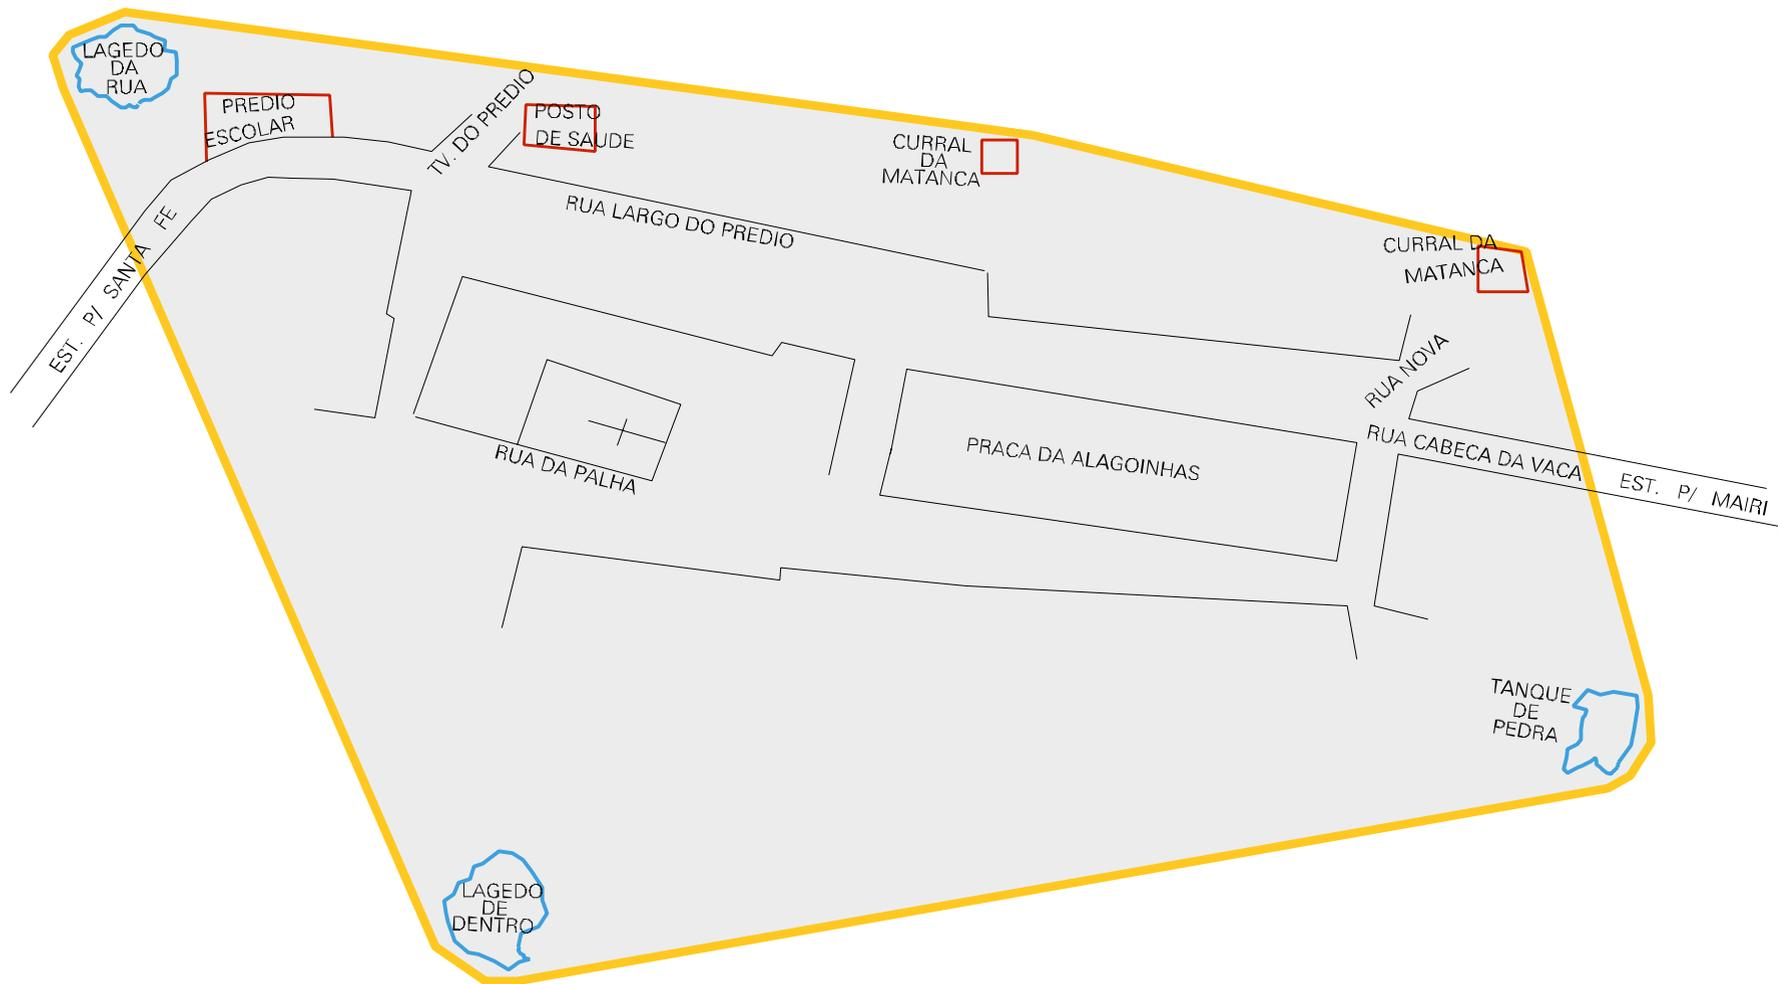 LAGEDO
DA
RUA
PREDIO
ESCOLAR
TV. DO PREDIO
POSTO
DE SAUDE
CURRAL
DA
MATANCA
RUA LARGO DO PREDIO
EST. P/ SANTA FE
CURRAL DA
MATANCA
RUA NOVA
RUA DA PALHA
PRACA DA ALAGOINHAS
RUA CABECA DA VACA
EST. P/ MAIRI
TANQUE
DE
PEDRA
LAGEDO
DE
DENTRO